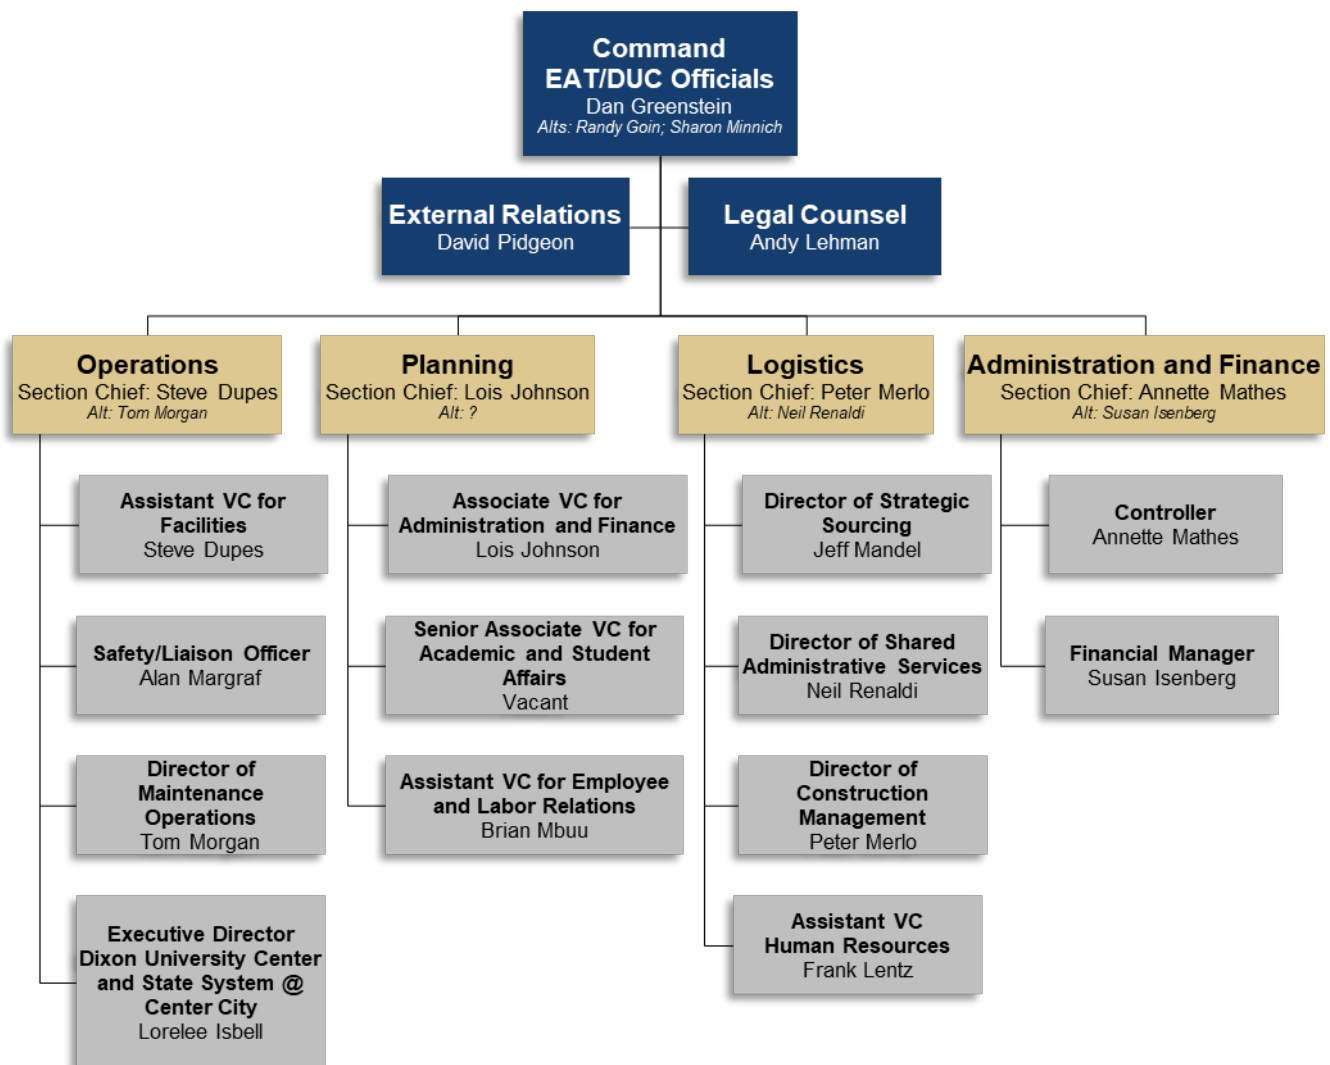 Command
EAT/DUC Officials
Dan Greenstein
Alts: Randy Goin; Sharon Minnich
External Relations
David Pidgeon
Legal Counsel
Andy Lehman
Operations
Section Chief: Steve Dupes
Alt: Tom Morgan
Planning
Section Chief: Lois Johnson
Alt: ?
Logistics
Section Chief: Peter Merlo
Alt: Neil Renaldi
Administration and Finance
Section Chief: Annette Mathes
Alt: Susan Isenberg
Assistant VC for
Facilities
Steve Dupes
Safety/Liaison Officer
Alan Margraf
Director of
Maintenance
Operations
Tom Morgan
Executive Director
Dixon University Center
and State System @
Center City
Lorelee Isbell
Associate VC for
Administration and Finance
Lois Johnson
Senior Associate VC for
Academic and Student
Affairs
Vacant
Assistant VC for Employee
and Labor Relations
Brian Mbuu
Director of Strategic
Sourcing
Jeff Mandel
Director of Shared
Administrative Services
Neil Renaldi
Director of
Construction
Management
Peter Merlo
Assistant VC
Human Resources
Frank Lentz
Controller
Annette Mathes
Financial Manager
Susan Isenberg